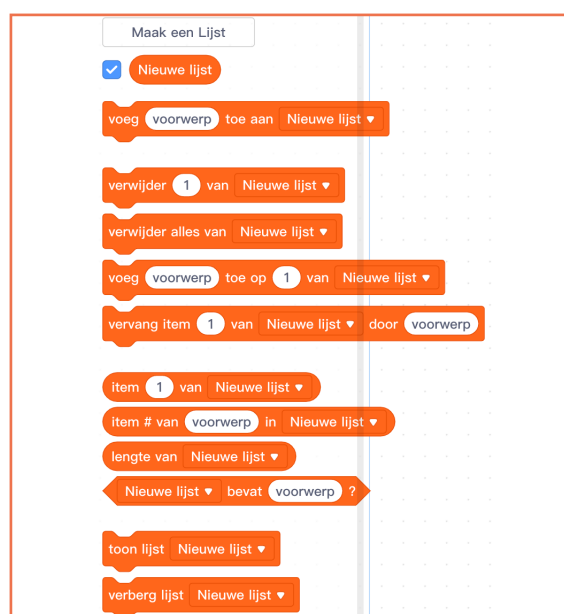 Maak een Lijst
Nieuwe lijst
voeg voorwerp toe aan Nieuwe lijst
verwijder 1 van Nieuwe lijst
verwijder alles van Nieuwe lijst
voeg voorwerp toe op 1 van Nieuwe lijst
vervang item 1 van Nieuwe lijst door voorwerp
item 1 van Nieuwe lijst
item # van voorwerp in Nieuwe lijst
lengte van Nieuwe lijst
Nieuwe lijst bevat voorwerp ?
toon lijst Nieuwe lijst
verberg lijst Nieuwe lijst